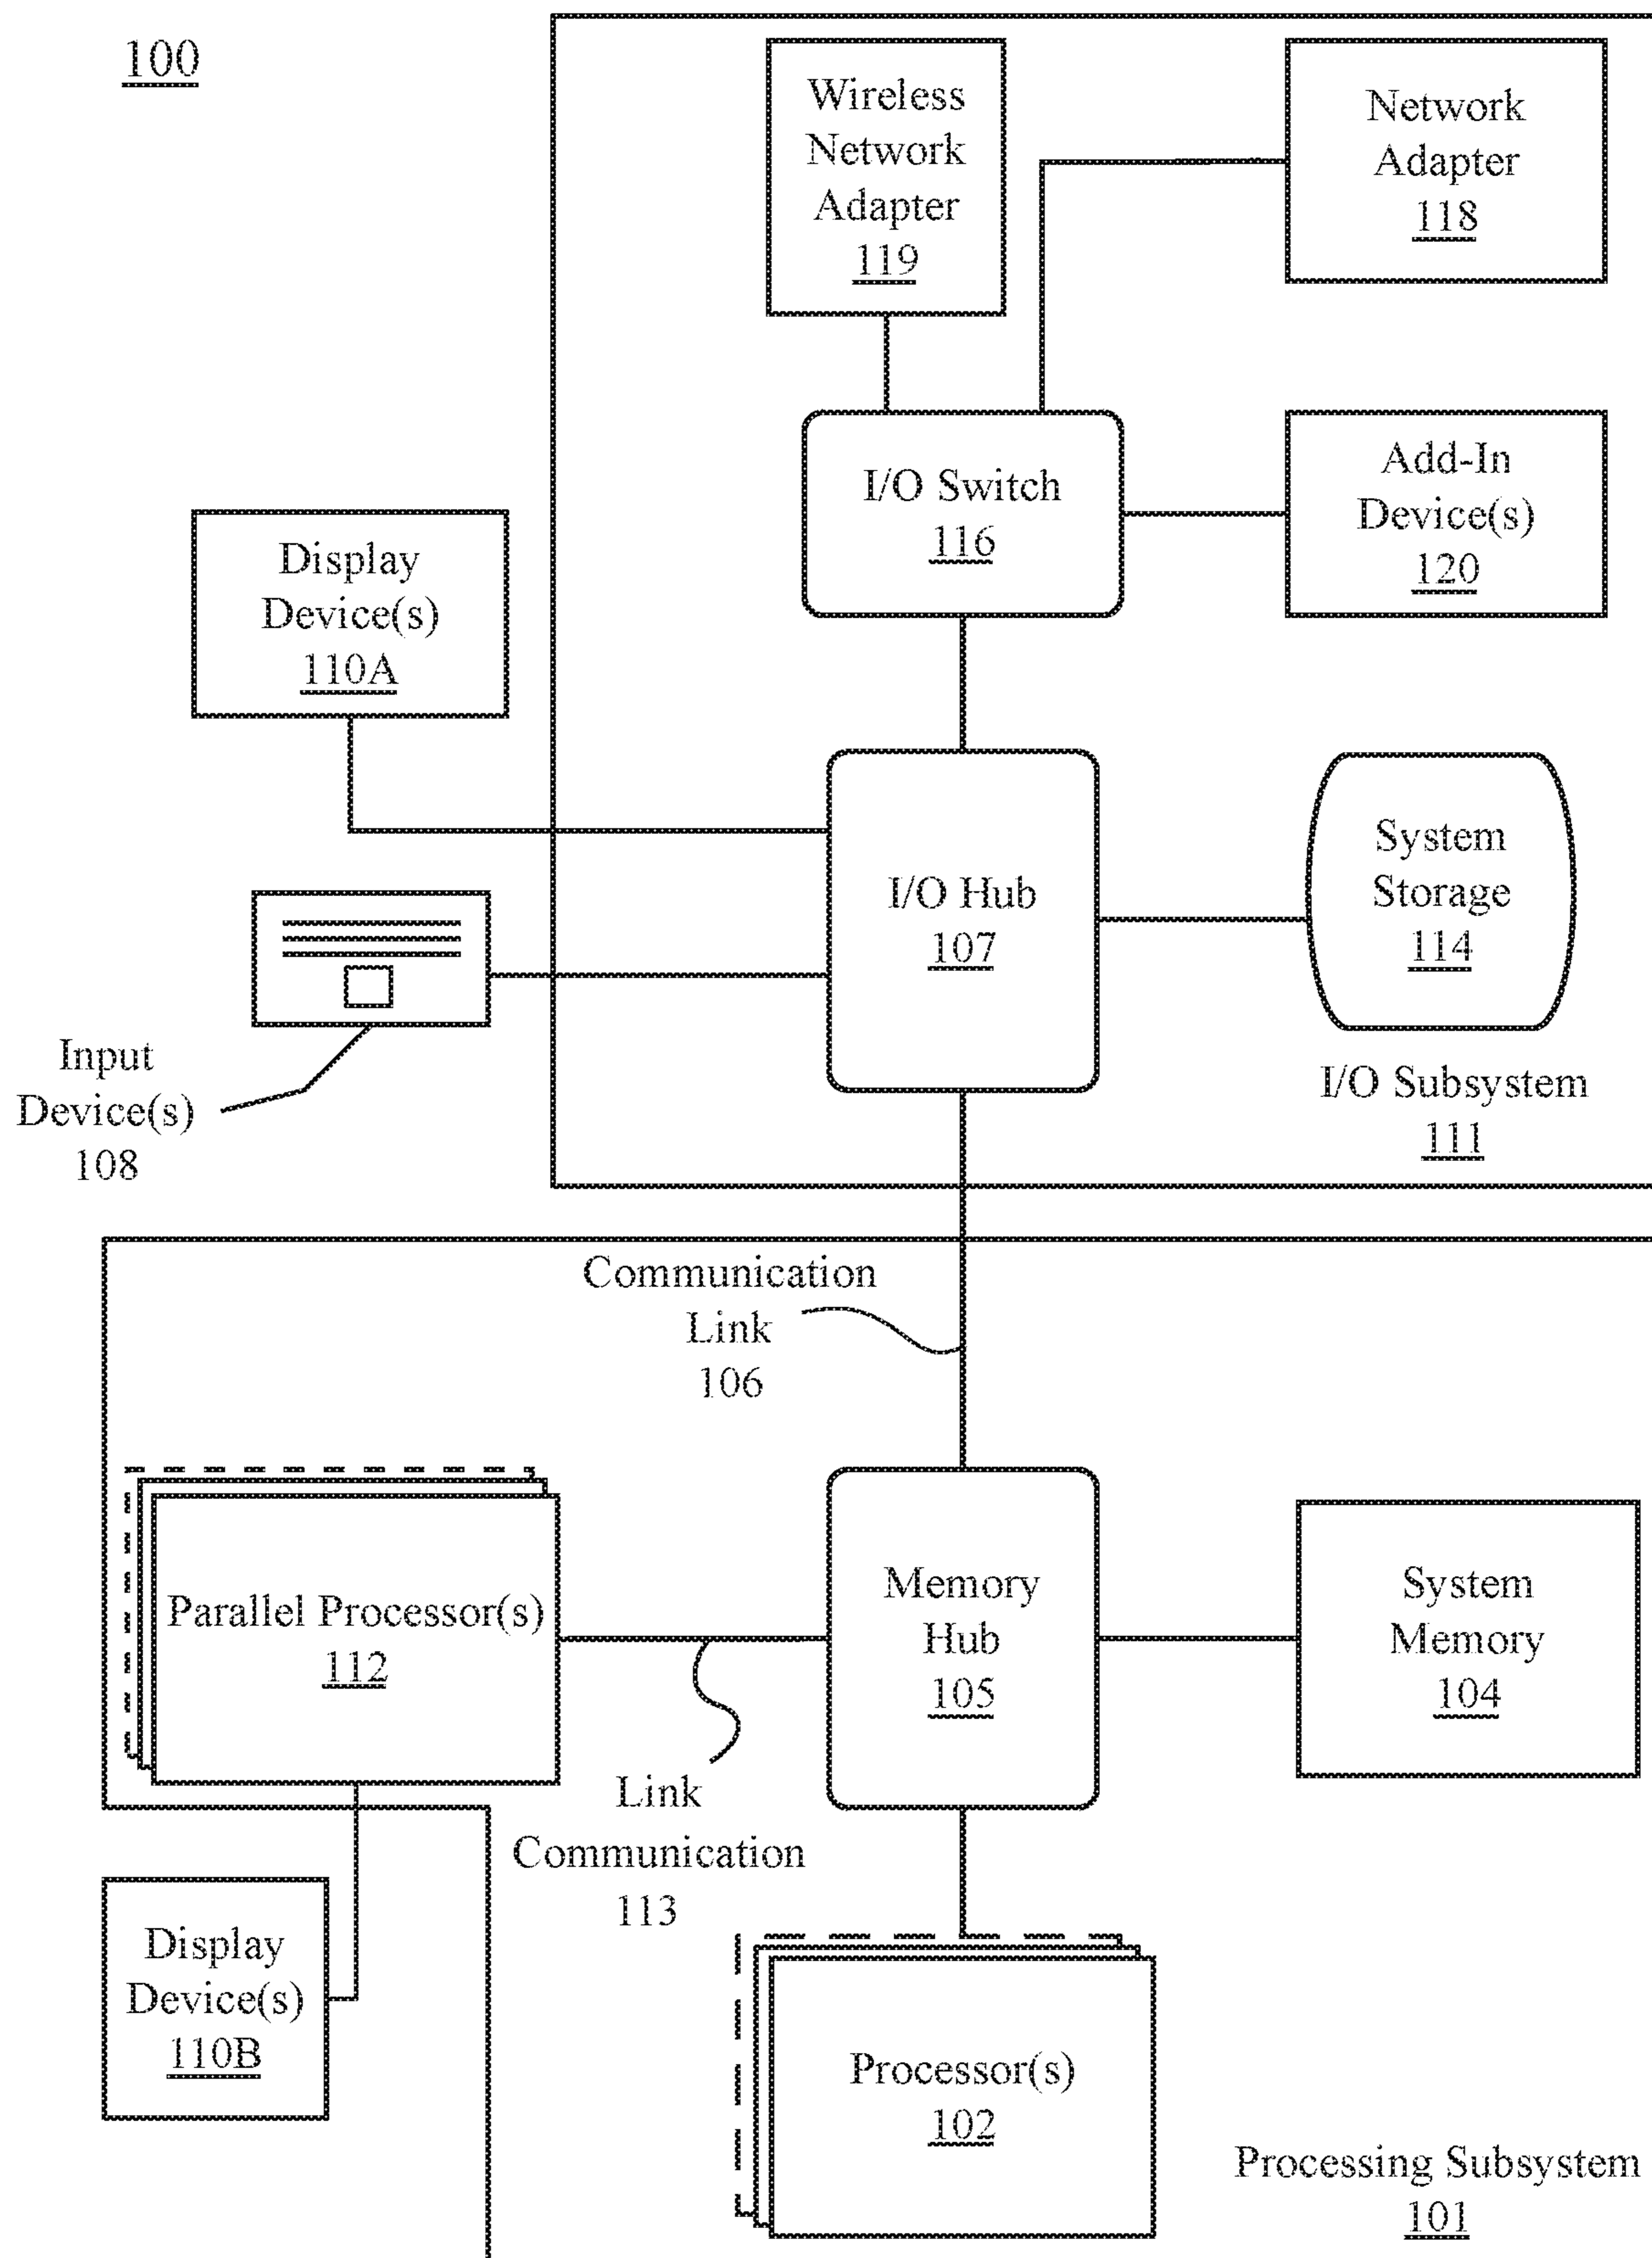 100
Wireless
Network
Adapter
119
Network
Adapter
118
I/O Switch
116
Add-In
Device(s)
120
Display
Device(s)
110A
I/O Hub
107
System
Storage
114
Input
Device(s)
108
I/O Subsystem
111
Communication
Link
106
Parallel Processor(s)
112
Memory
Hub
105
System
Memory
104
Link
Communication
113
Display
Device(s)
110B
Processor(s)
102
Processing Subsystem
101